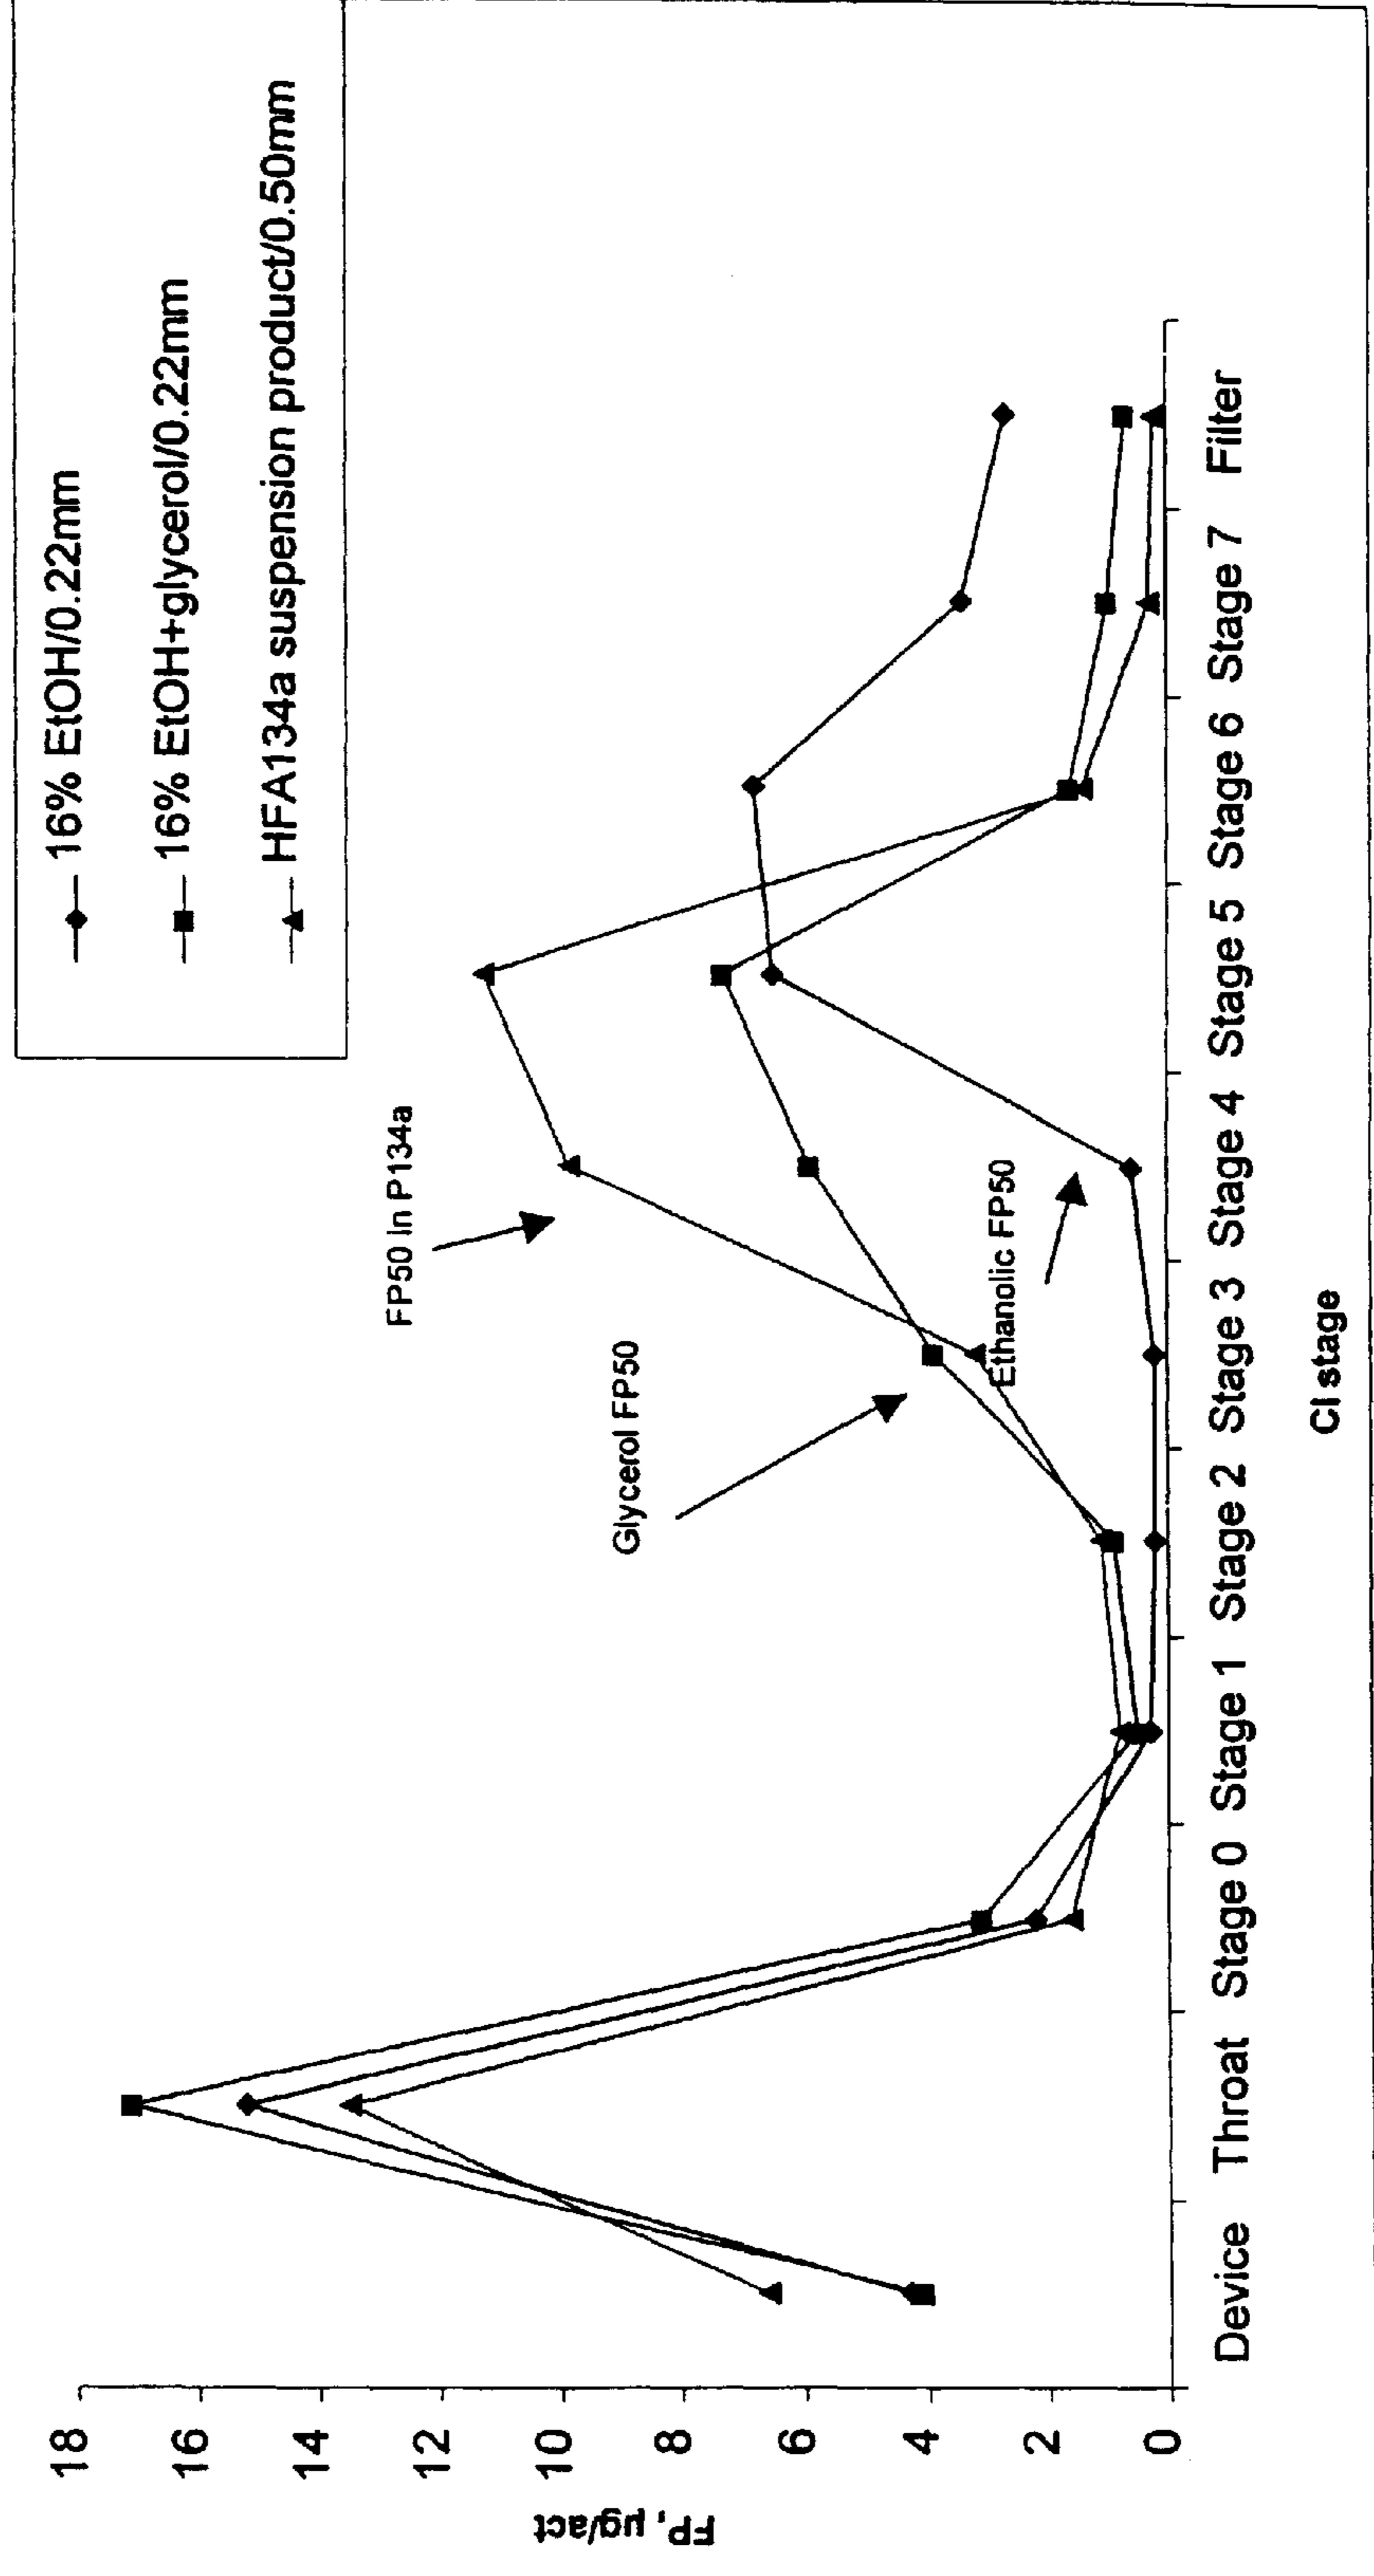 16% EtOH/0.22mm
16% EtOH+glycerol/0.22mm
HFA134a suspension product/0.50mm
FP50 In P134a
Glycerol FP50
Ethanolic FP50
FP, µg/act
18
16
14
12
10
8
6
4
2
0
Device Throat Stage 0 Stage 1 Stage 2 Stage 3 Stage 4 Stage 5 Stage 6 Stage 7 Filter
CI stage